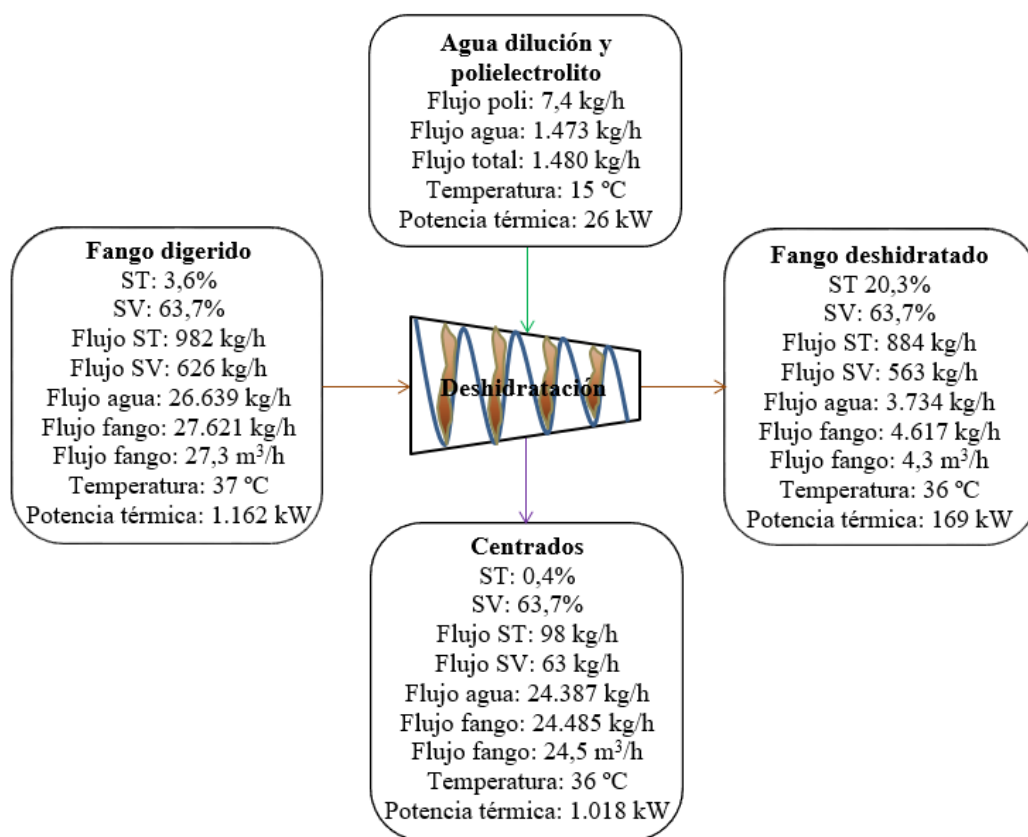 Agua dilución y
polielectrolito
Flujo poli: 7,4 kg/h
Flujo agua: 1.473 kg/h
Flujo total: 1.480 kg/h
Temperatura: 15 ºC
Potencia térmica: 26 kW
Fango digerido
ST: 3,6%
SV: 63,7%
Flujo ST: 982 kg/h
Flujo SV: 626 kg/h
Flujo agua: 26.639 kg/h
Flujo fango: 27.621 kg/h
Flujo fango: 27,3 m³/h
Temperatura: 37 ºC
Potencia térmica: 1.162 kW
Deshidratación
Fango deshidratado
ST 20,3%
SV: 63,7%
Flujo ST: 884 kg/h
Flujo SV: 563 kg/h
Flujo agua: 3.734 kg/h
Flujo fango: 4.617 kg/h
Flujo fango: 4,3 m³/h
Temperatura: 36 ºC
Potencia térmica: 169 kW
Centrados
ST: 0,4%
SV: 63,7%
Flujo ST: 98 kg/h
Flujo SV: 63 kg/h
Flujo agua: 24.387 kg/h
Flujo fango: 24.485 kg/h
Flujo fango: 24,5 m³/h
Temperatura: 36 ºC
Potencia térmica: 1.018 kW